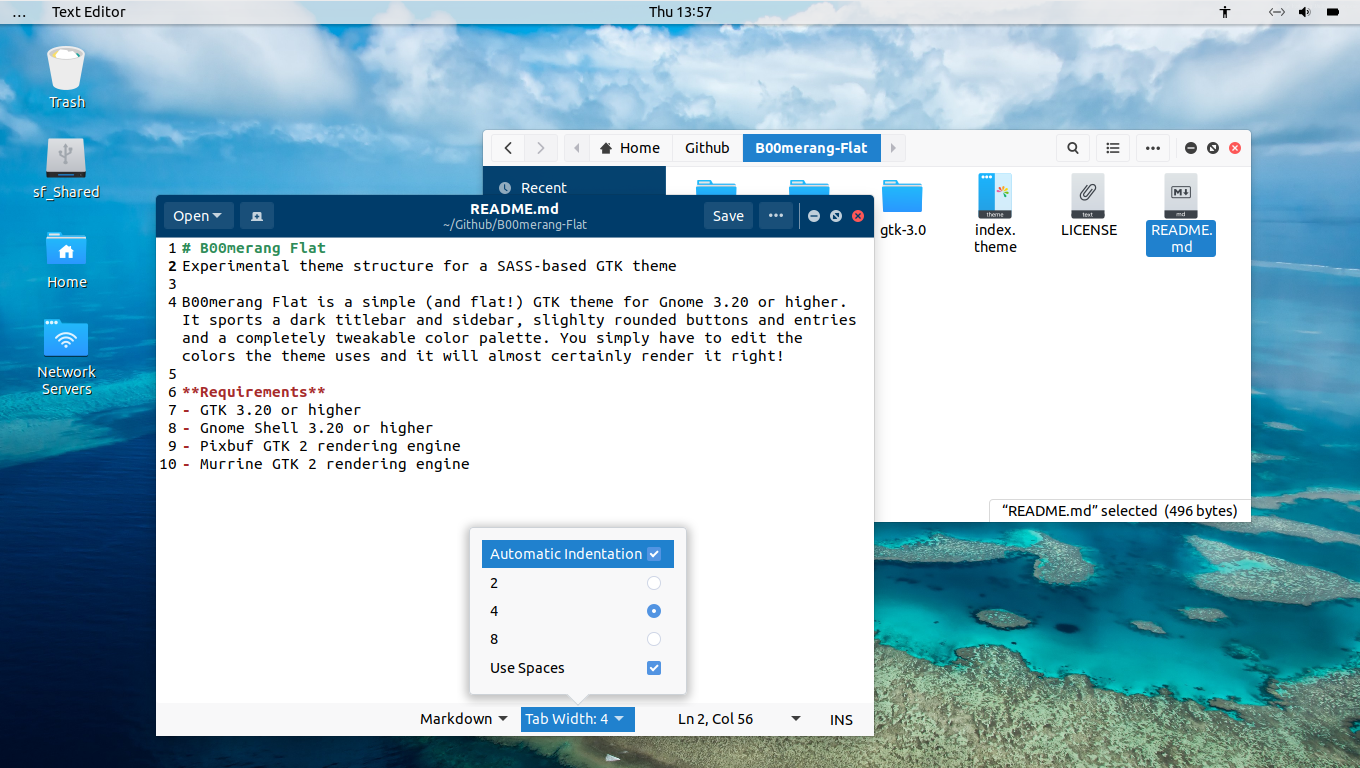 ... Text Editor Thu 13:57
Trash
sf_Shared
Home
Network
Servers
Home Github B00merang-Flat
Recent
gtk-3.0
theme
index.
theme
text
LICENSE
md
README.
md
“README.md” selected (496 bytes)
Open README.md Save
~/Github/B00merang-Flat
1 # B00merang Flat
2 Experimental theme structure for a SASS-based GTK theme
3
4 B00merang Flat is a simple (and flat!) GTK theme for Gnome 3.20 or higher.
It sports a dark titlebar and sidebar, slighlty rounded buttons and entries
and a completely tweakable color palette. You simply have to edit the
colors the theme uses and it will almost certainly render it right!
5
6 **Requirements**
7 - GTK 3.20 or higher
8 - Gnome Shell 3.20 or higher
9 - Pixbuf GTK 2 rendering engine
10 - Murrine GTK 2 rendering engine
Automatic Indentation
2
4
8
Use Spaces
Markdown Tab Width: 4 Ln 2, Col 56 INS